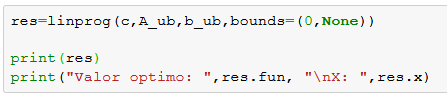 res=linprog(c,A_ub,b_ub,bounds=(0,None))
print(res)
print("Valor optimo: ",res.fun, "\nX: ",res.x)